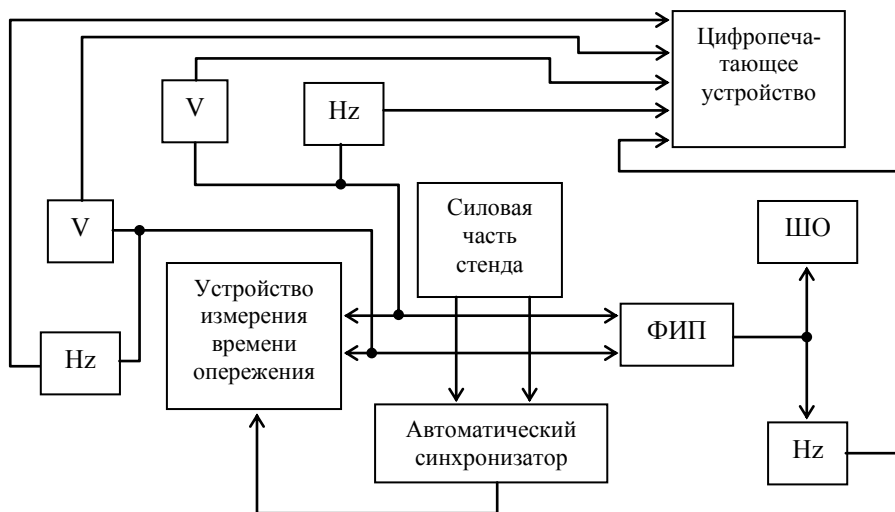 Цифропеча-
тающее
устройство
V
Hz
V
Силовая
часть
стенда
ШО
Устройство
измерения
времени
опережения
ФИП
Hz
Автоматический
синхронизатор
Hz